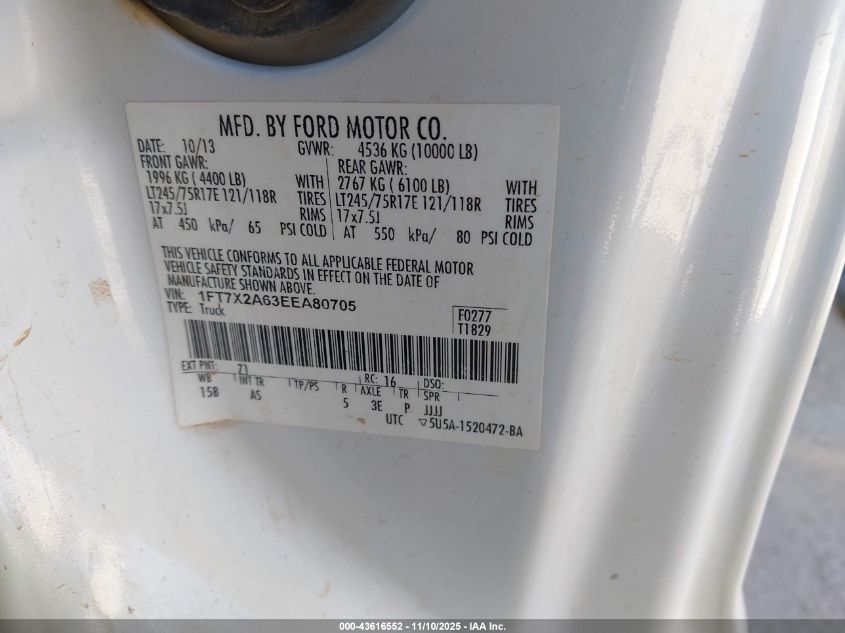 MFD. BY FORD MOTOR CO.
DATE: 10/13 GVWR: 4536 KG (10000 LB)
FRONT GAWR: REAR GAWR:
1996 KG ( 4400 LB) WITH 2767 KG ( 6100 LB) WITH
LT245/75R17E 121/118R TIRES LT245/75R17E 121/118R TIRES
17x7.5J RIMS 17x7.5J RIMS
AT 450 kPa/ 65 PSI COLD AT 550 kPa/ 80 PSI COLD
THIS VEHICLE CONFORMS TO ALL APPLICABLE FEDERAL MOTOR
VEHICLE SAFETY STANDARDS IN EFFECT ON THE DATE OF
MANUFACTURE SHOWN ABOVE.
VIN: 1FT7X2A63EEA80705
TYPE: Truck
F0277
T1829
EXT PNT: Z1 RC: 16 DSO:
WB INT TR TP/PS R AXLE TR SPR
158 AS 5 3E P JJJJ
UTC ▽5U5A-1520472-BA
000-43616552 - 11/10/2025 - IAA Inc.